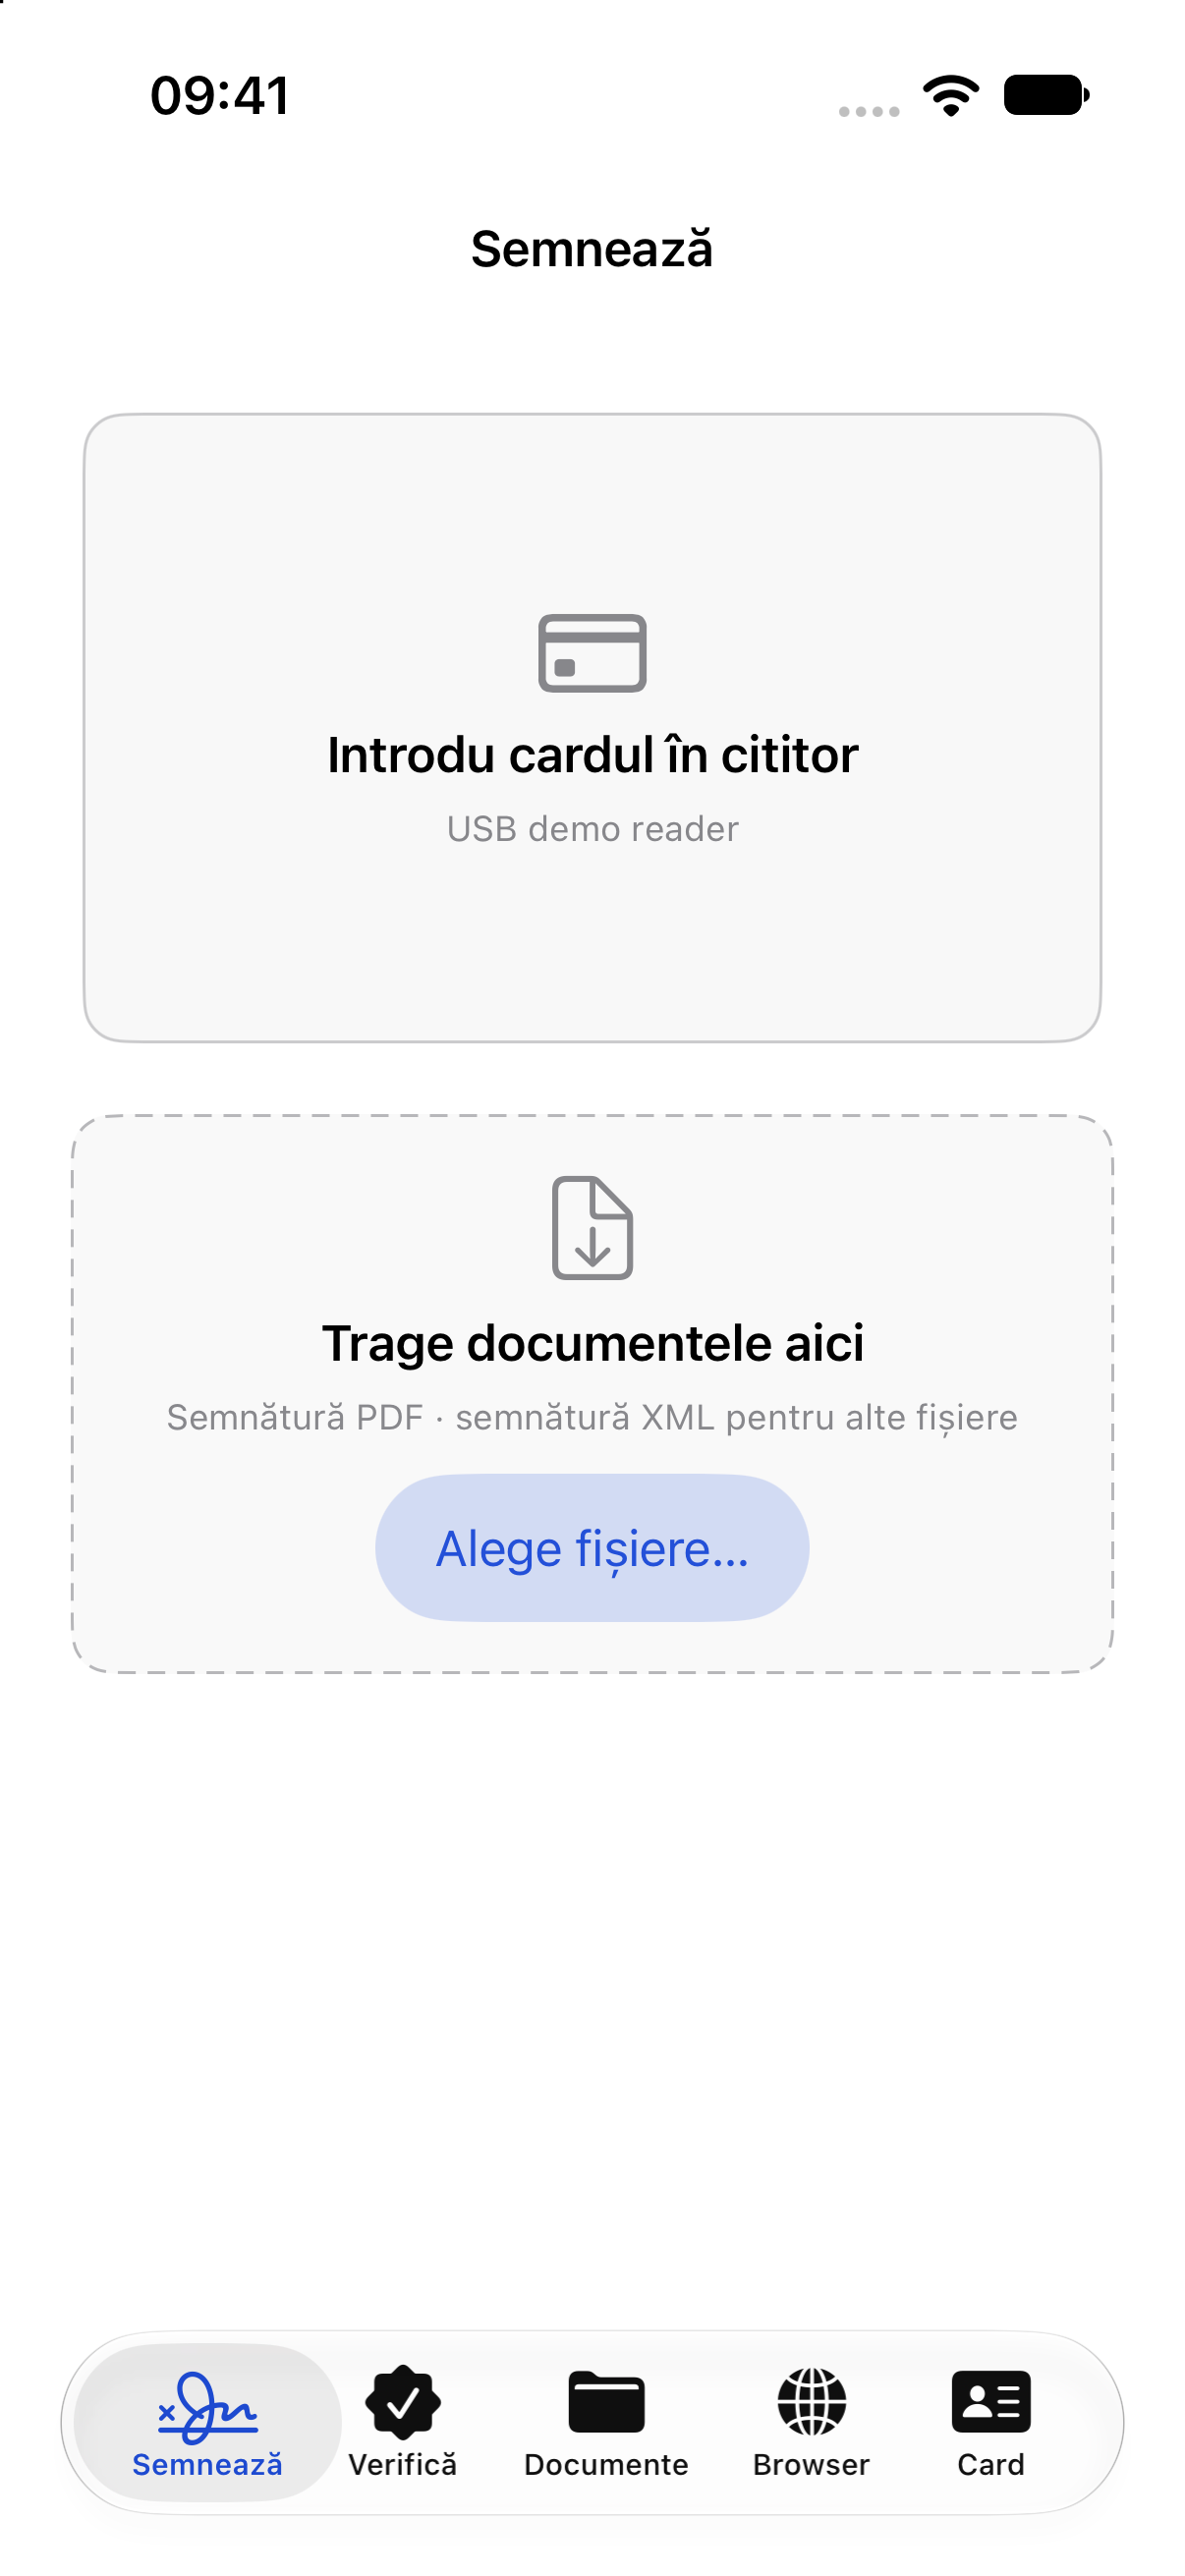 09:41
Semnează
Introdu cardul în cititor
USB demo reader
Trage documentele aici
Semnătură PDF · semnătură XML pentru alte fișiere
Alege fișiere...
Semnează
Verifică
Documente
Browser
Card